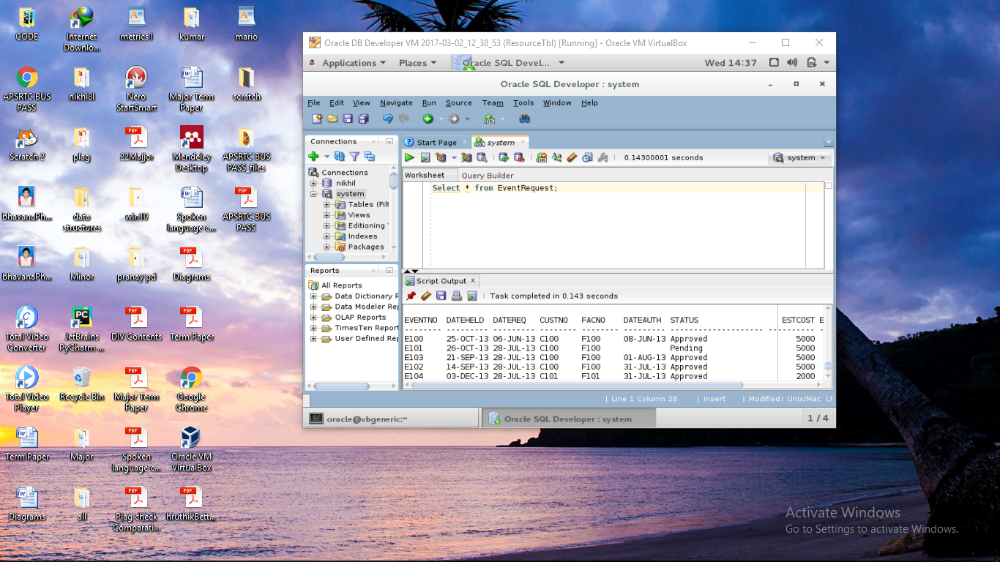 CODE
Internet
Downlo...
metrics1
kumar
mario
APSRTC BUS
PASS
nikhi8l
Nero
StartSmart
Major Term
Paper
scratch
Scratch 2
plag
22Majjor
Mendeley
Desktop
APSRTC BUS
PASS_files
bhavanaPh...
data
structures
win10
Spoken
language c...
APSRTC BUS
PASS
bhavanaPh...
Minor
pranay pd
Diagrams
Total Video
Converter
JetBrains
PyCharm ...
DIV Contents
Term Paper
Total Video
Player
Recycle Bin
Major Term
Paper
Google
Chrome
Term Paper
Major
Spoken
language c...
Oracle VM
VirtualBox
Diagrams
all
Plag check
Comparati...
hruthikBett...
Oracle DB Developer VM 2017-03-02_12_38_53 (ResourceTbl) [Running] - Oracle VM VirtualBox
Applications Places Oracle SQL Devel... Wed 14:37
Oracle SQL Developer : system
File Edit View Navigate Run Source Team Tools Window Help
Connections
Connections
nikhil
system
Tables (Filt
Views
Editioning
Indexes
Packages
Reports
All Reports
Data Dictionary R
Data Modeler Rep
OLAP Reports
TimesTen Report
User Defined Rep
Start Page system
0.14300001 seconds system
Worksheet Query Builder
Select * from EventRequest;
Script Output
Task completed in 0.143 seconds
EVENTNO DATEHELD DATEREQ CUSTNO FACNO DATEAUTH STATUS ESTCOST E
E100 25-OCT-13 06-JUN-13 C100 F100 08-JUN-13 Approved 5000
E101 26-OCT-13 28-JUL-13 C100 F100 Pending 5000
E103 21-SEP-13 28-JUL-13 C100 F100 01-AUG-13 Approved 5000
E102 14-SEP-13 28-JUL-13 C100 F100 31-JUL-13 Approved 5000
E104 03-DEC-13 28-JUL-13 C101 F101 31-JUL-13 Approved 2000
| Line 1 Column 28 | Insert | Modified | Unix/Mac: LF
oracle@vbgeneric:~ Oracle SQL Developer : system 1 / 4
Activate Windows
Go to Settings to activate Windows.